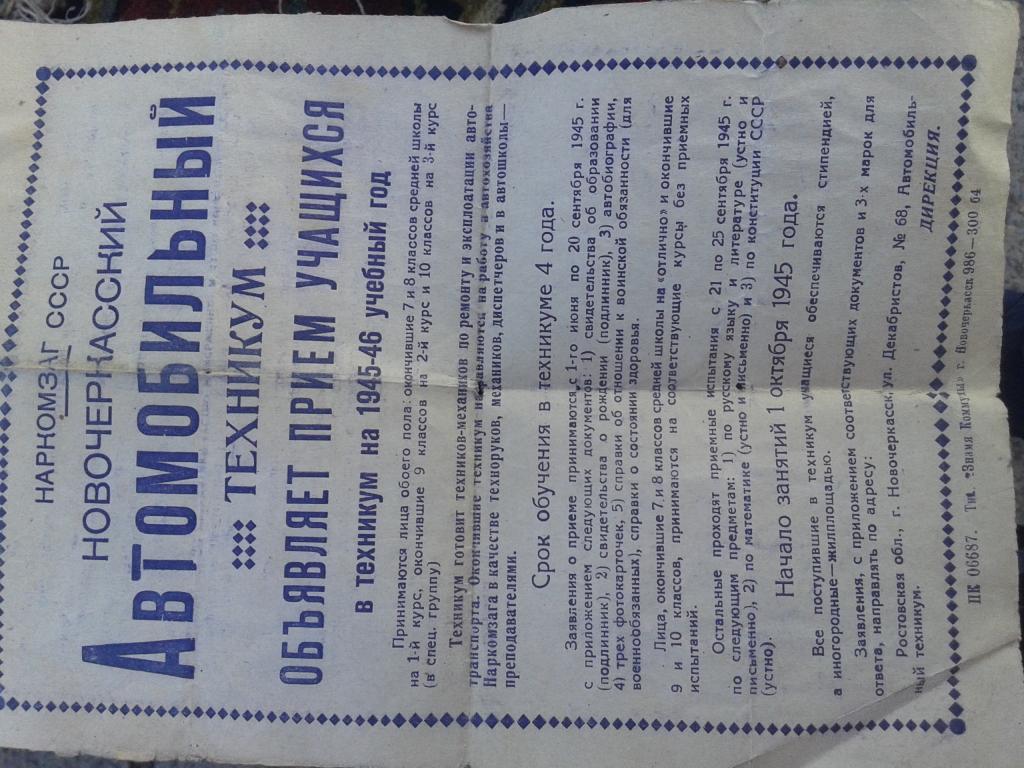 НАРКОМЗАГ СССР
НОВОЧЕРКАССКИЙ
АВТОМОБИЛЬНЫЙ
ТЕХНИКУМ
ОБЪЯВЛЯЕТ ПРИЕМ УЧАЩИХСЯ
в техникум на 1945-46 учебный год
Принимаются лица обоего пола: окончившие 7 и 8 классов средней школы
на 1-й курс, окончившие 9 классов на 2-й курс и 10 классов на 3-й курс
(в спец. группу)
Техникум готовит техников-механиков по ремонту и эксплоатации авто-
транспорта. Окончившие техникум направляются на работу в автохозяйства
Наркомзага в качестве техноруков, механиков, диспетчеров и в автошколы—
преподавателями.
Срок обучения в техникуме 4 года.
Заявления о приеме принимаются с 1-го июня по 20 сентября 1945 г.
с приложением следующих документов: 1) свидетельства об образовании
(подлинник), 2) свидетельства о рождении (подлинник), 3) автобиографии,
4) трех фотокарточек, 5) справки об отношении к воинской обязанности (для
военнообязанных), справки о состоянии здоровья.
Лица, окончившие 7 и 8 классов средней школы на «отлично» и окончившие
9 и 10 классов, принимаются на соответствующие курсы без приемных
испытаний.
Остальные проходят приемные испытания с 21 по 25 сентября 1945 г.
по следующим предметам: 1) по русскому языку и литературе (устно и
письменно), 2) по математике (устно и письменно) и 3) по конституции СССР
(устно).
Начало занятий 1 октября 1945 года.
Все поступившие в техникум учащиеся обеспечиваются стипендией,
а иногородные—жилплощадью.
Заявления, с приложением соответствующих документов и 3-х марок для
ответа, направлять по адресу:
Ростовская обл., г. Новочеркасск, ул. Декабристов, № 68, Автомобиль-
ный техникум.
ДИРЕКЦИЯ.
ПК 06687. Тип. «Знамя Коммуны» г. Новочеркасск 986—300 64